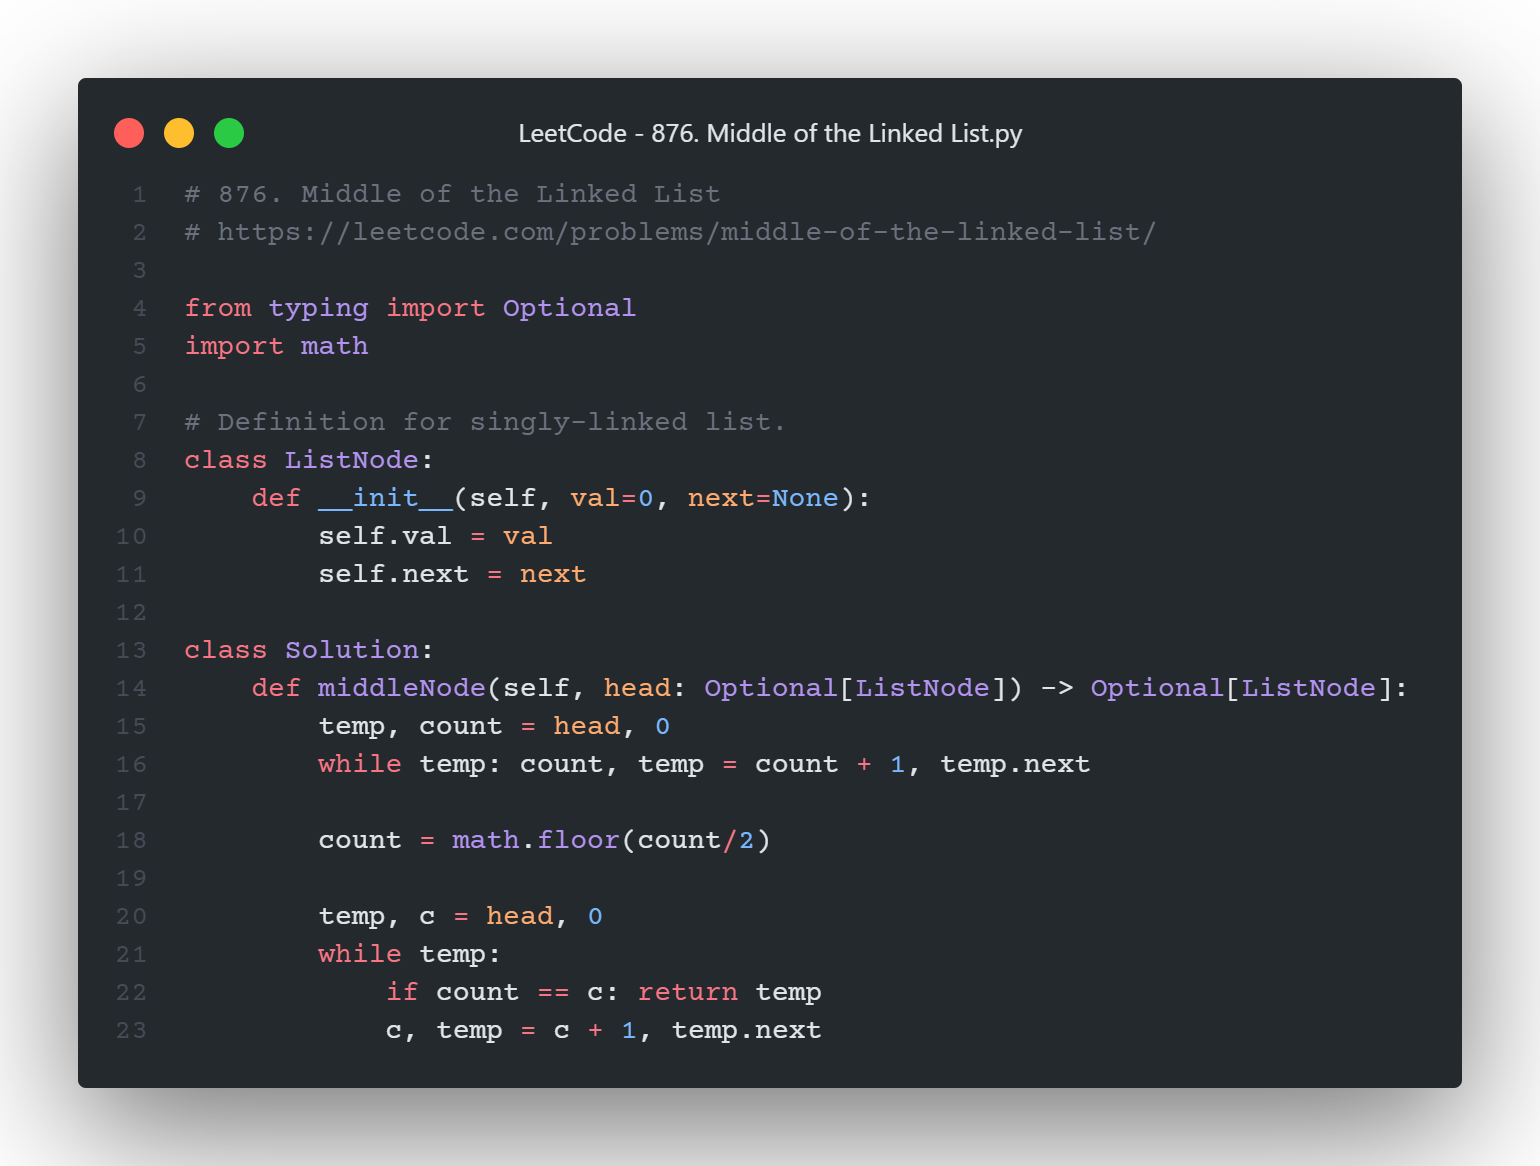 LeetCode - 876. Middle of the Linked List.py
1 # 876. Middle of the Linked List
2 # https://leetcode.com/problems/middle-of-the-linked-list/
3
4 from typing import Optional
5 import math
6
7 # Definition for singly-linked list.
8 class ListNode:
9     def __init__(self, val=0, next=None):
10         self.val = val
11         self.next = next
12
13 class Solution:
14     def middleNode(self, head: Optional[ListNode]) -> Optional[ListNode]:
15         temp, count = head, 0
16         while temp: count, temp = count + 1, temp.next
17
18         count = math.floor(count/2)
19
20         temp, c = head, 0
21         while temp:
22             if count == c: return temp
23             c, temp = c + 1, temp.next